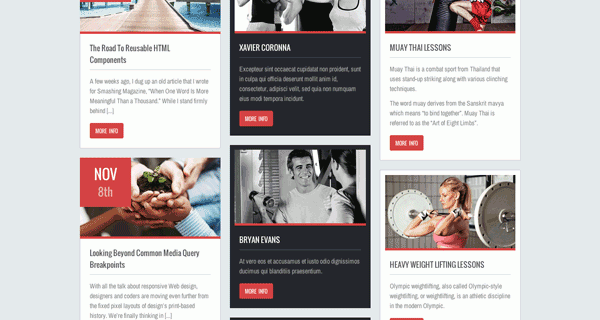 The Road To Reusable HTML
Components
A few weeks ago, I dug up an old article that I wrote
for Smashing Magazine, “When One Word Is More
Meaningful Than a Thousand.” While I stand firmly
behind [...]
MORE INFO
NOV
8th
Looking Beyond Common Media Query
Breakpoints
With all the talk about responsive Web design,
designers and coders are moving even further from
the fixed pixel layouts of design's print-based
history. We're finally thinking in [...]
XAVIER CORONNA
Excepteur sint occaecat cupidatat non proident, sunt
in culpa qui officia deserunt mollit anim id,
consectetur, adipisci velit, sed quia non numquam
eius modi tempora incidunt.
MORE INFO
BRYAN EVANS
At vero eos et accusamus et iusto odio dignissimos
ducimus qui blanditiis praesentium.
MORE INFO
MUAY THAI LESSONS
Muay Thai is a combat sport from Thailand that
uses stand-up striking along with various clinching
techniques.
The word muay derives from the Sanskrit mavya
which means “to bind together”. Muay Thai is
referred to as the “Art of Eight Limbs”.
MORE INFO
HEAVY WEIGHT LIFTING LESSONS
Olympic weightlifting, also called Olympic-style
weightlifting, or weightlifting, is an athletic discipline
in the modern Olympic.